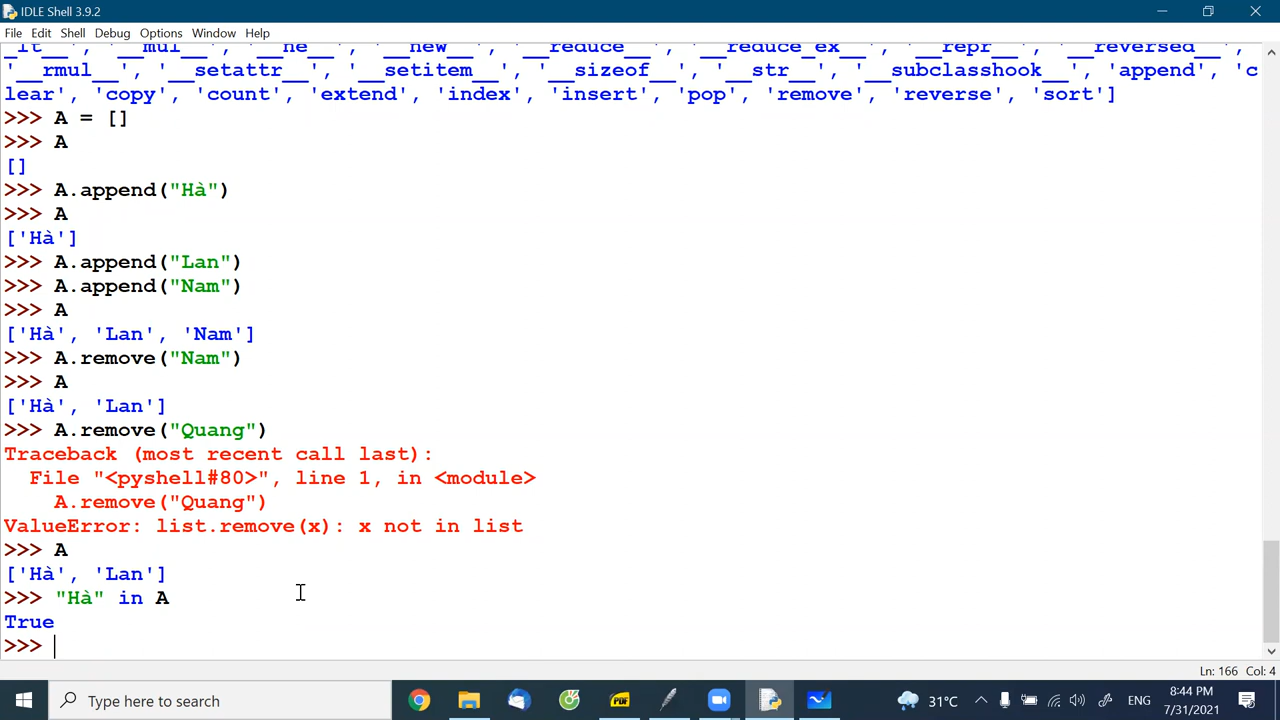 IDLE Shell 3.9.2
File Edit Shell Debug Options Window Help
'__mul__', '__ne__', '__new__', '__reduce__', '__reduce_ex__', '__repr__', '__reversed__',
'__rmul__', '__setattr__', '__setitem__', '__sizeof__', '__str__', '__subclasshook__', 'append', 'c
lear', 'copy', 'count', 'extend', 'index', 'insert', 'pop', 'remove', 'reverse', 'sort']
>>> A = []
>>> A
[]
>>> A.append("Hà")
>>> A
['Hà']
>>> A.append("Lan")
>>> A.append("Nam")
>>> A
['Hà', 'Lan', 'Nam']
>>> A.remove("Nam")
>>> A
['Hà', 'Lan']
>>> A.remove("Quang")
Traceback (most recent call last):
  File "<pyshell#80>", line 1, in <module>
    A.remove("Quang")
ValueError: list.remove(x): x not in list
>>> A
['Hà', 'Lan']
>>> "Hà" in A
True
>>>
Ln: 166 Col: 4
Type here to search
PDF
31°C
ENG
8:44 PM
7/31/2021